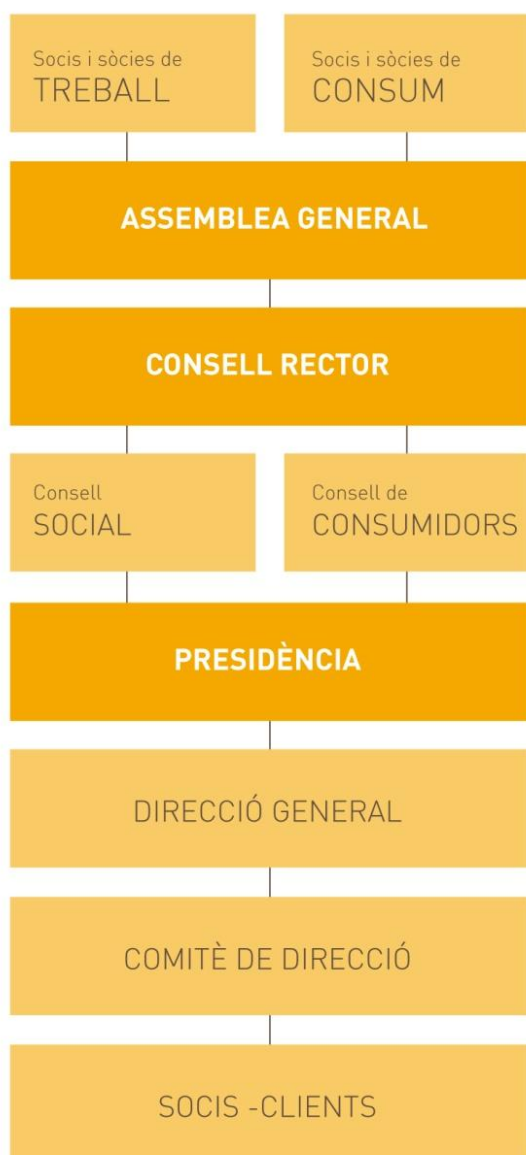 Socis i sòcies de
TREBALL
Socis i sòcies de
CONSUM
ASSEMBLEA GENERAL
CONSELL RECTOR
Consell
SOCIAL
Consell de
CONSUMIDORS
PRESIDÈNCIA
DIRECCIÓ GENERAL
COMITÈ DE DIRECCIÓ
SOCIS -CLIENTS